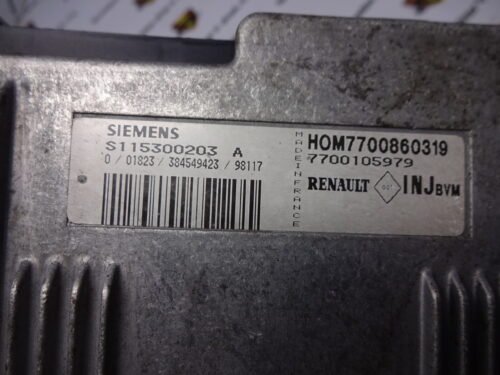 SIEMENS
S115300203 A
0 / 01823 / 384549423 / 98117
MADE IN FRANCE
HOM7700860319
7700105979
RENAULT INJ BVM